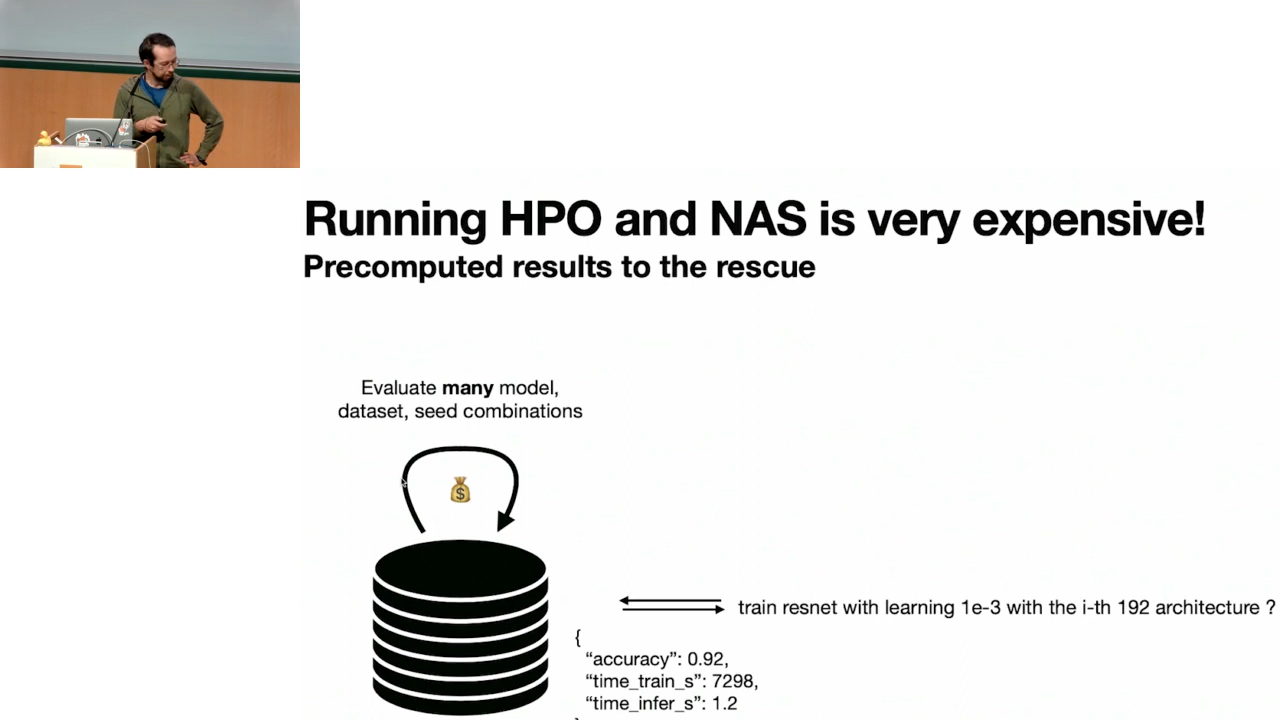 Running HPO and NAS is very expensive!
Precomputed results to the rescue
Evaluate many model,
dataset, seed combinations
$
train resnet with learning 1e-3 with the i-th 192 architecture ?
{
“accuracy”: 0.92,
“time_train_s”: 7298,
“time_infer_s”: 1.2